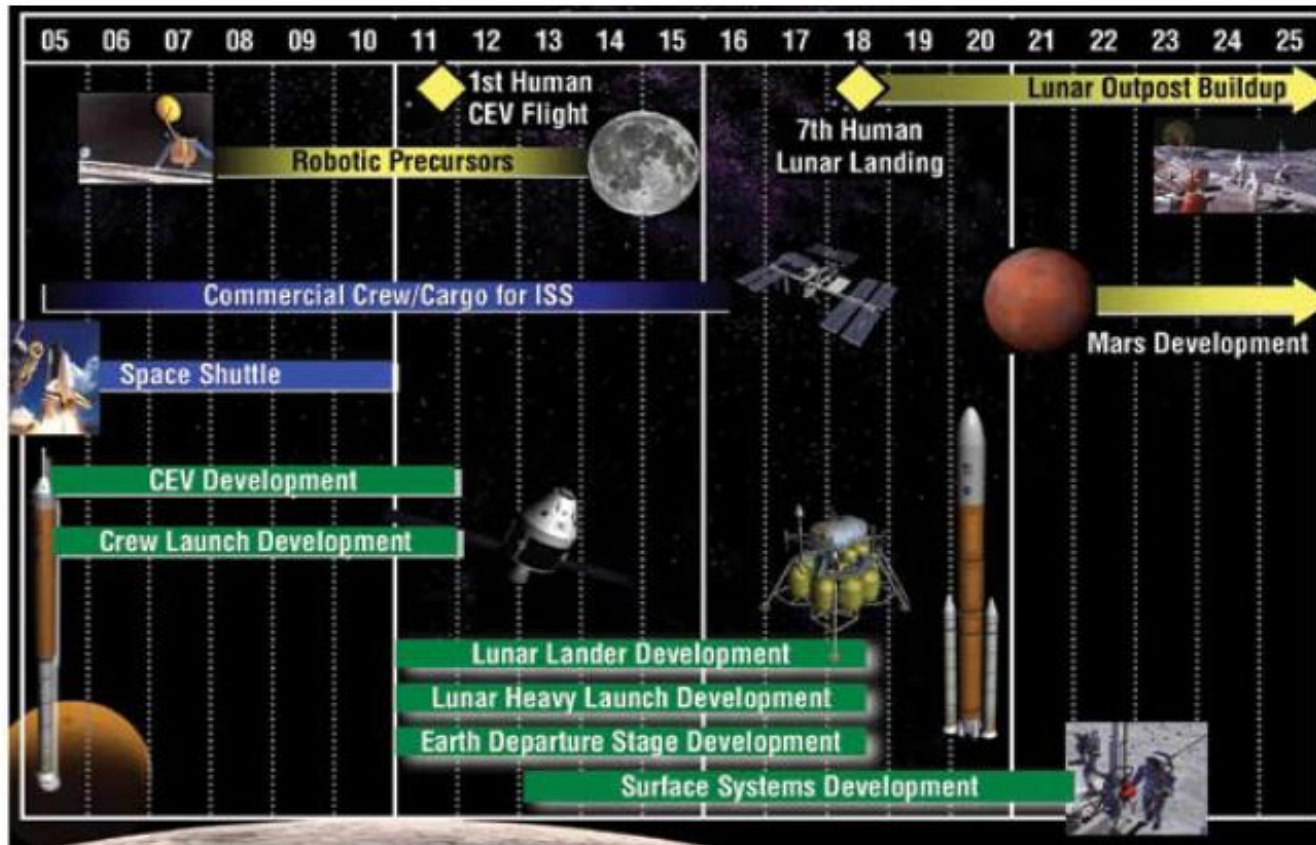 05 06 07 08 09 10 11 12 13 14 15 16 17 18 19 20 21 22 23 24 25
1st Human
CEV Flight
Lunar Outpost Buildup
7th Human
Lunar Landing
Robotic Precursors
Commercial Crew/Cargo for ISS
Mars Development
Space Shuttle
CEV Development
Crew Launch Development
Lunar Lander Development
Lunar Heavy Launch Development
Earth Departure Stage Development
Surface Systems Development